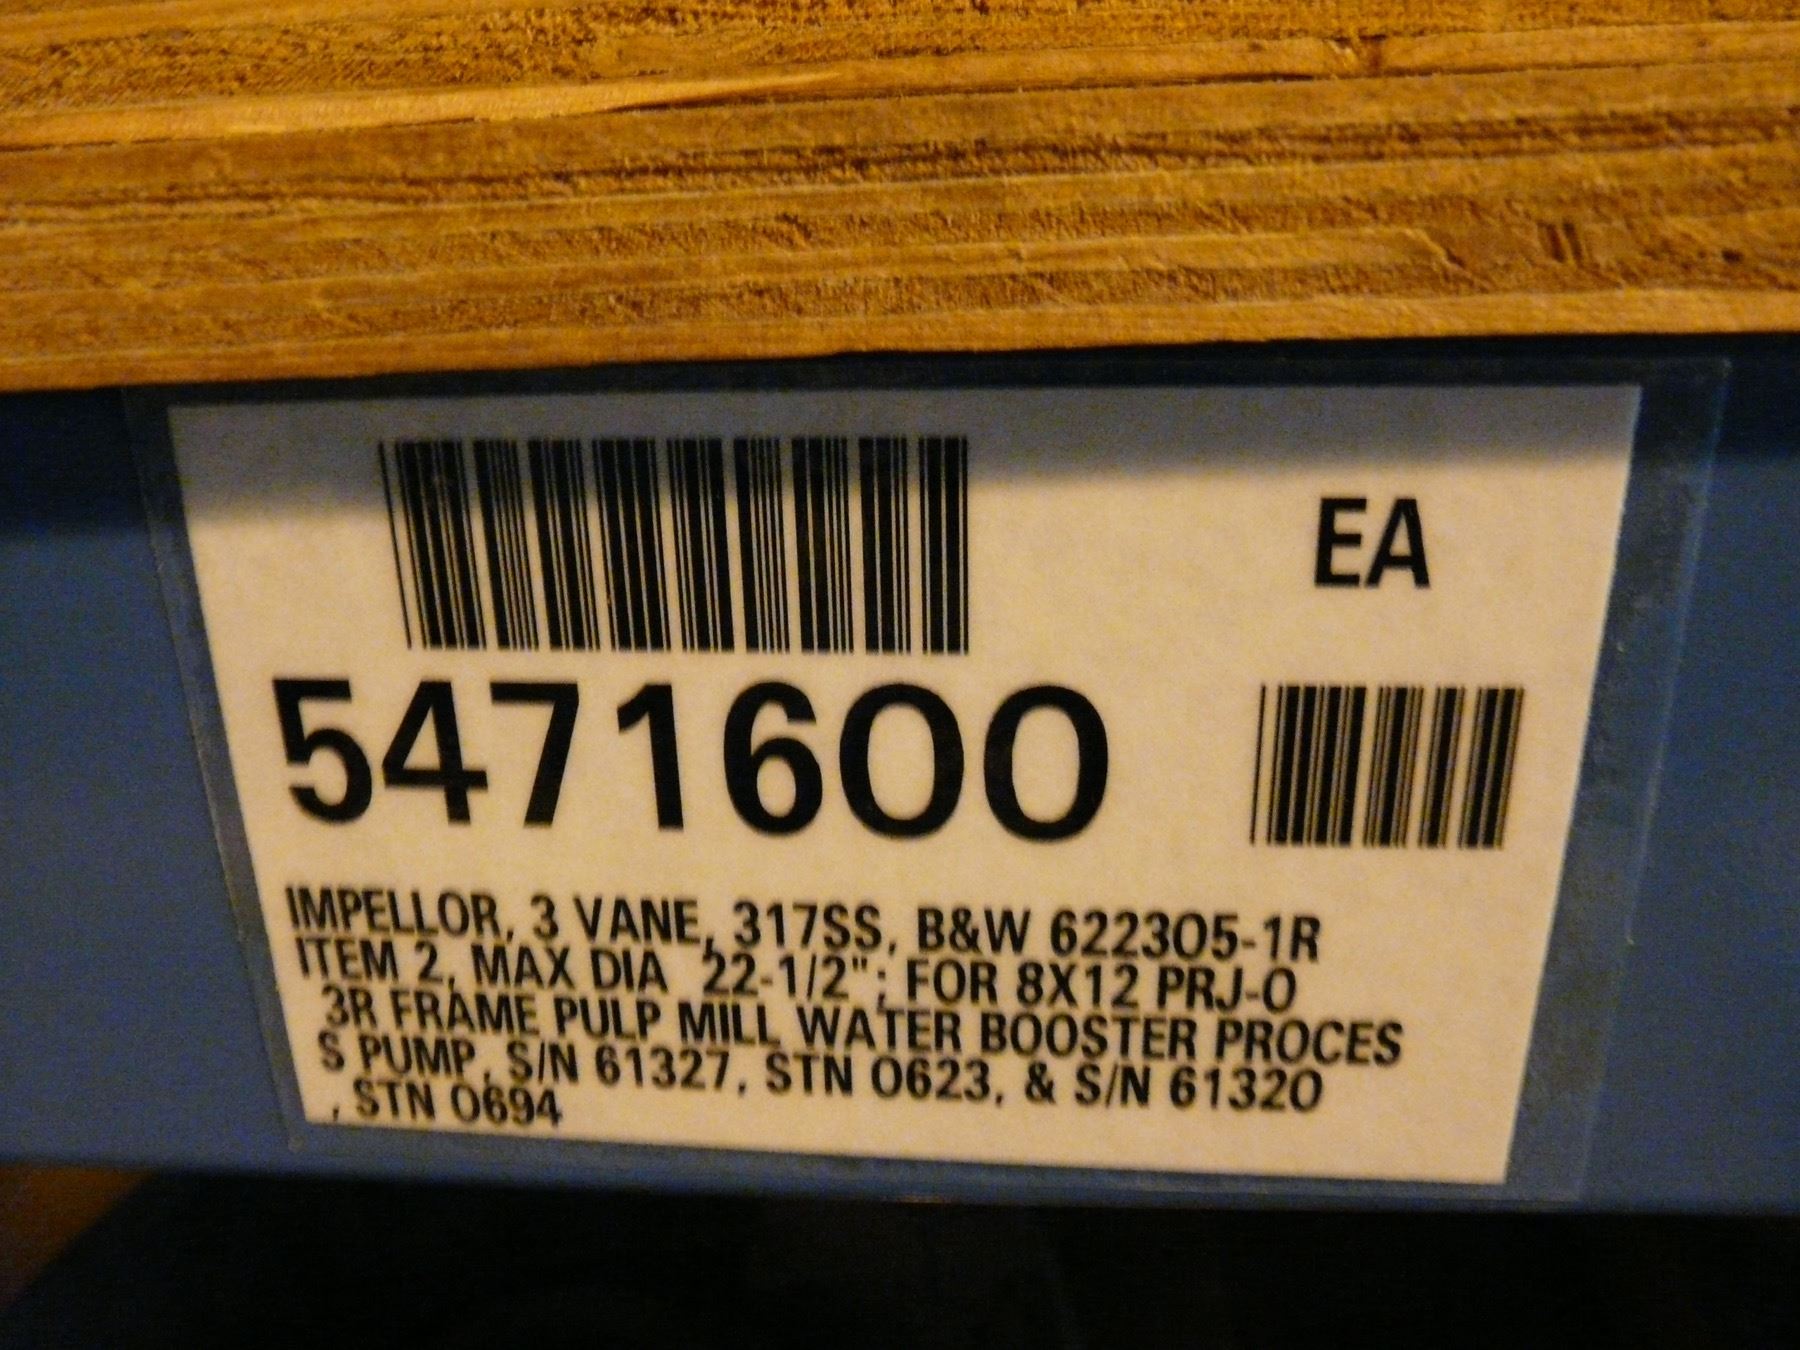 EA
5471600
IMPELLOR, 3 VANE, 317SS, B&W 622305-1R
ITEM 2, MAX DIA 22-1/2"; FOR 8X12 PRJ-O
3R FRAME PULP MILL WATER BOOSTER PROCES
S PUMP, S/N 61327, STN 0623, & S/N 61320
, STN 0694